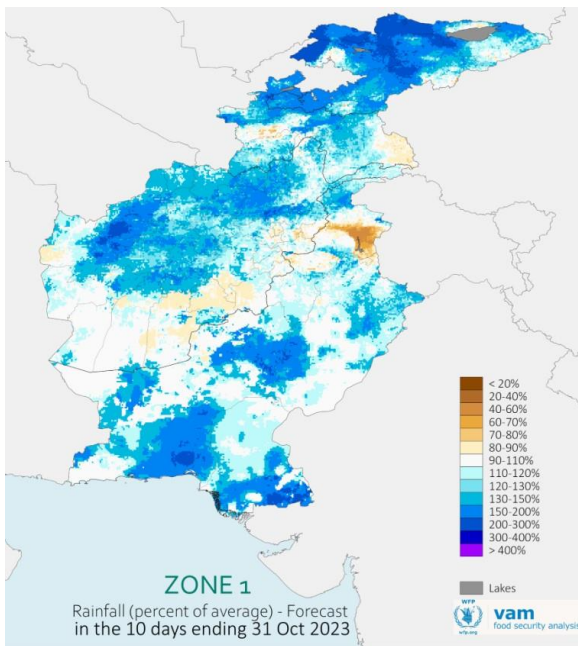 < 20%
20-40%
40-60%
60-70%
70-80%
80-90%
90-110%
110-120%
120-130%
130-150%
150-200%
200-300%
300-400%
> 400%
Lakes
ZONE 1
Rainfall (percent of average) - Forecast
in the 10 days ending 31 Oct 2023
WFP
wfp.org
vam
food security analysis